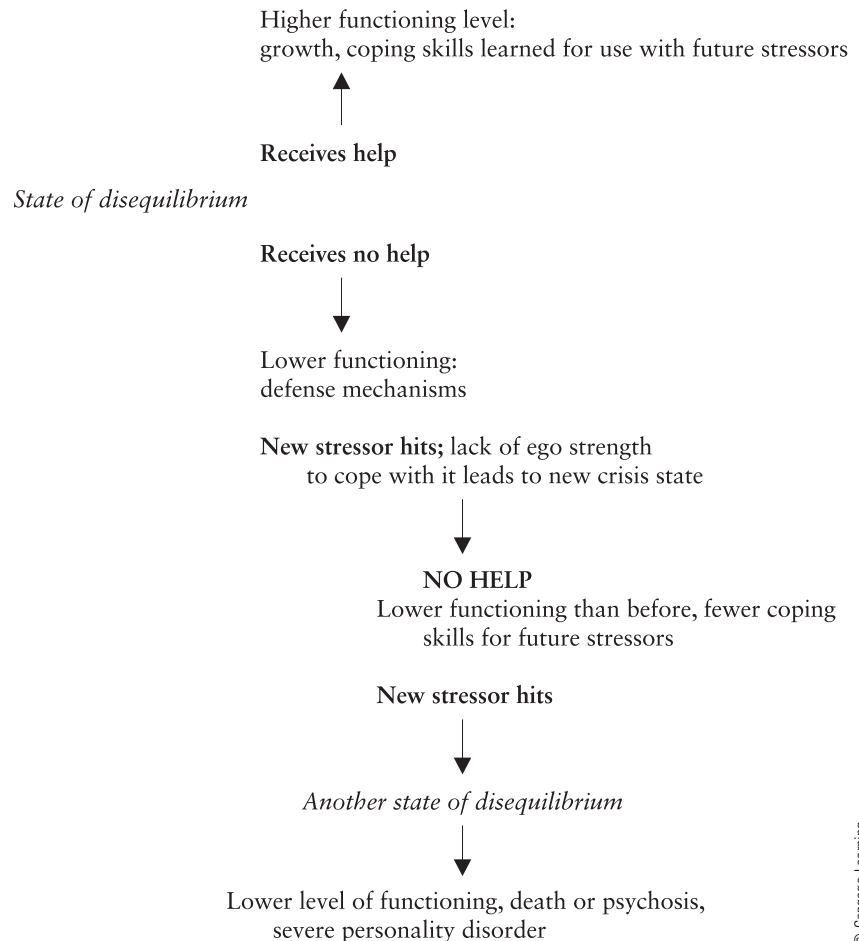 Higher functioning level:
growth, coping skills learned for use with future stressors
Receives help
State of disequilibrium
Receives no help
Lower functioning:
defense mechanisms
New stressor hits; lack of ego strength
to cope with it leads to new crisis state
NO HELP
Lower functioning than before, fewer coping
skills for future stressors
New stressor hits
Another state of disequilibrium
Lower level of functioning, death or psychosis,
severe personality disorder
© Cengage Learning